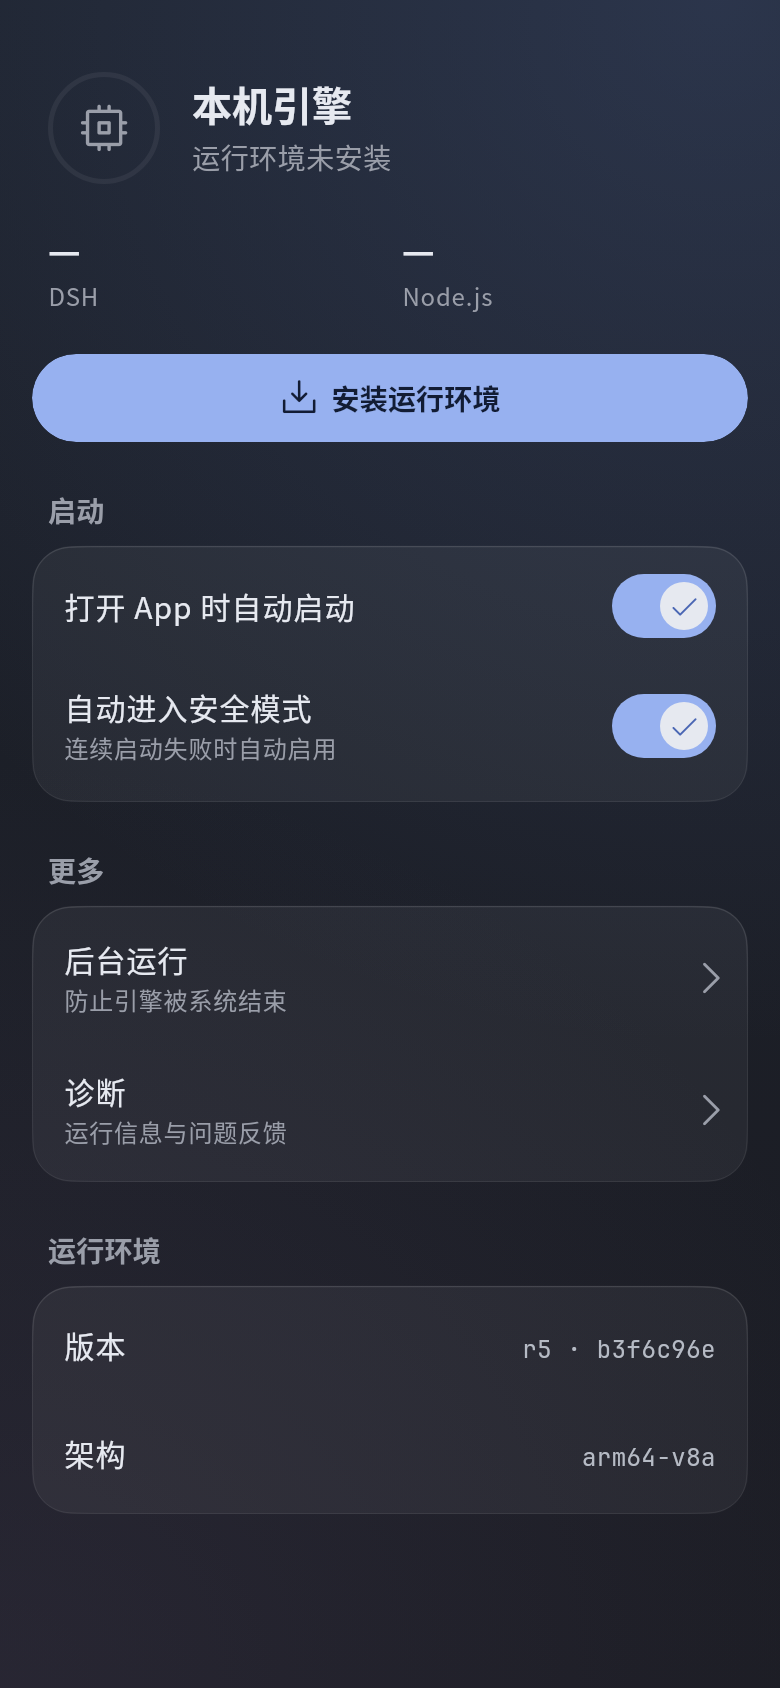 本机引擎
运行环境未安装
— —
DSH Node.js
安装运行环境
启动
打开 App 时自动启动
自动进入安全模式
连续启动失败时自动启用
更多
后台运行
防止引擎被系统结束
诊断
运行信息与问题反馈
运行环境
版本 r5 · b3f6c96e
架构 arm64-v8a